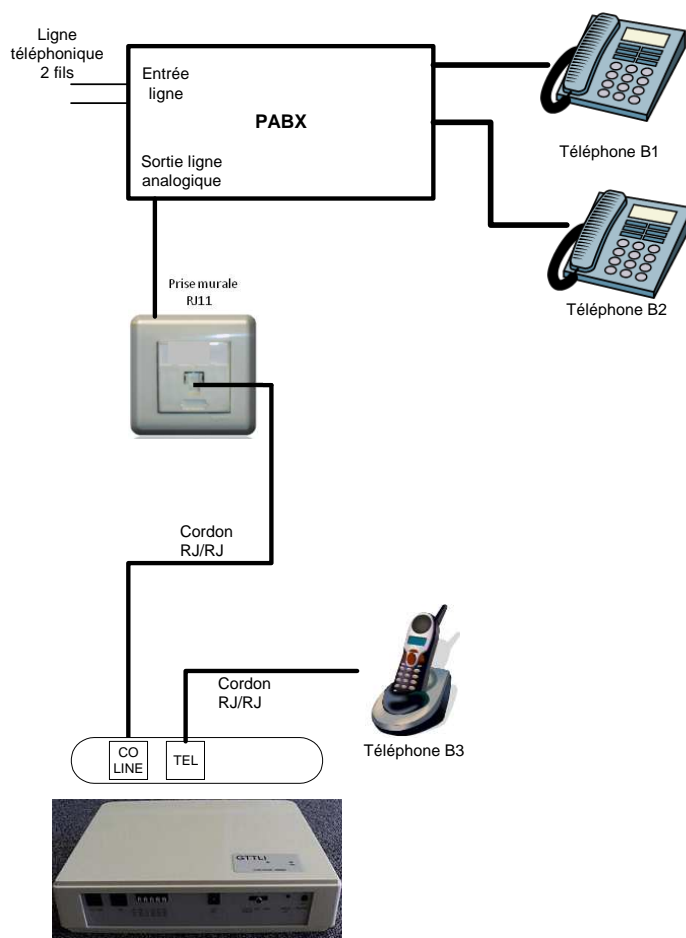 Ligne
téléphonique
2 fils
Entrée
ligne
PABX
Sortie ligne
analogique
Téléphone B1
Téléphone B2
Prise murale
RJ11
Cordon
RJ/RJ
Cordon
RJ/RJ
Téléphone B3
CO
LINE
TEL
GTTLI